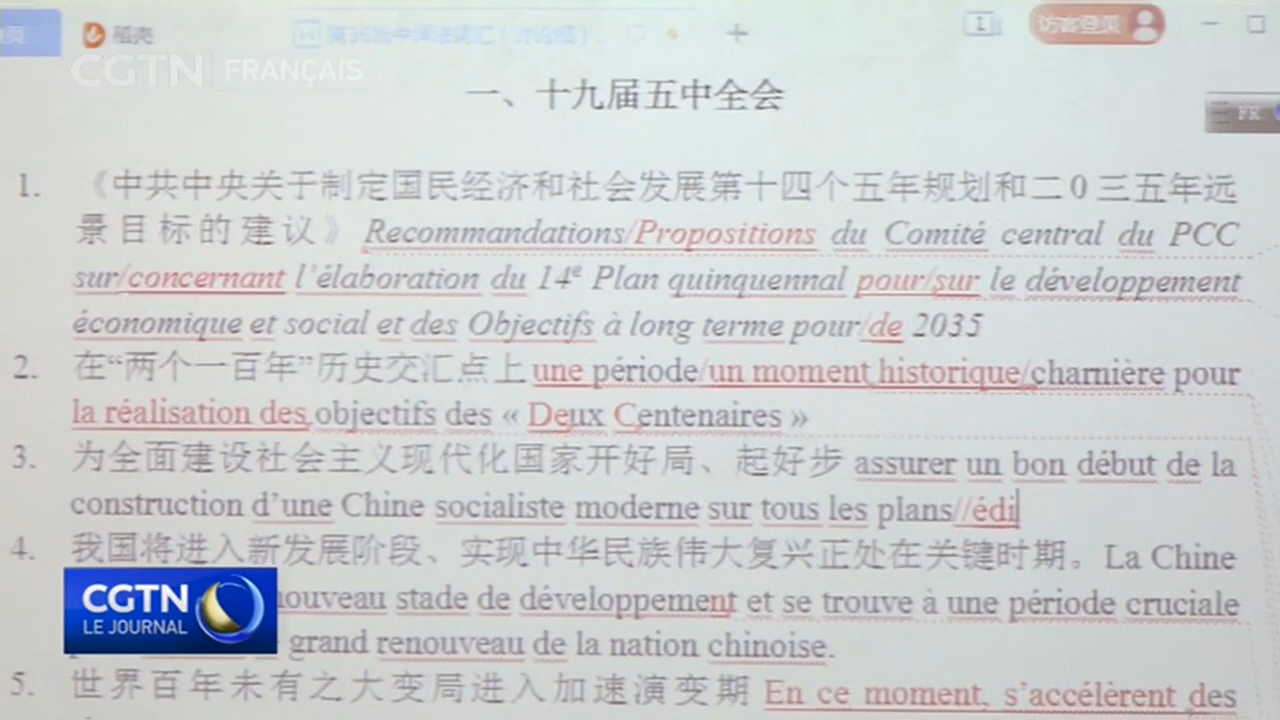 稻壳
访客登录
CGTN FRANÇAIS
一、十九届五中全会
FR
1. 《中共中央关于制定国民经济和社会发展第十四个五年规划和二0三五年远
景目标的建议》Recommandations/Propositions du Comité central du PCC
sur/concernant l’élaboration du 14e Plan quinquennal pour/sur le développement
économique et social et des Objectifs à long terme pour/de 2035
2. 在“两个一百年”历史交汇点上 une période/un moment historique/charnière pour
la réalisation des objectifs des « Deux Centenaires »
3. 为全面建设社会主义现代化国家开好局、起好步 assurer un bon début de la
construction d’une Chine socialiste moderne sur tous les plans//édi
4. 我国将进入新发展阶段、实现中华民族伟大复兴正处在关键时期。La Chine
nouveau stade de développement et se trouve à une période cruciale
grand renouveau de la nation chinoise.
5. 世界百年未有之大变局进入加速演变期 En ce moment, s’accélèrent des
CGTN
LE JOURNAL